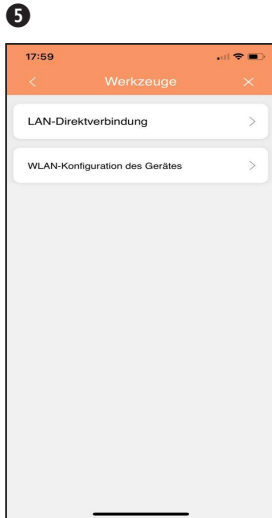 5
17:59
Werkzeuge
LAN-Direktverbindung
WLAN-Konfiguration des Gerätes